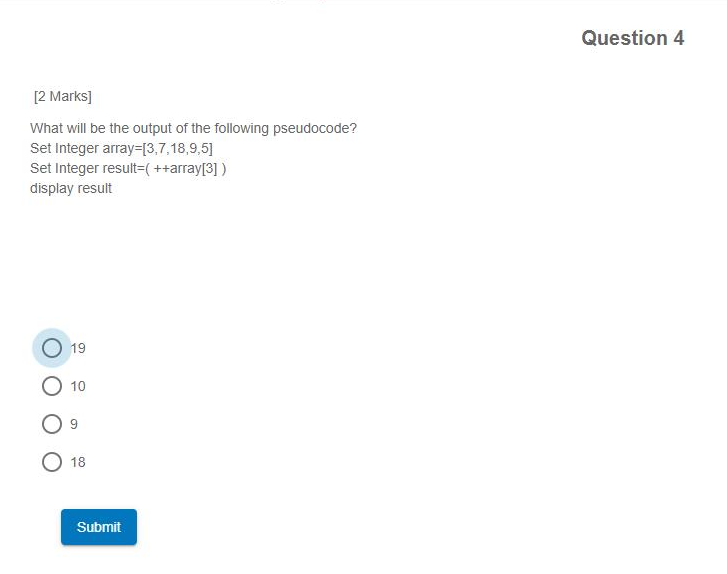 Question 4
[2 Marks]
What will be the output of the following pseudocode?
Set Integer array=[3,7,18,9,5]
Set Integer result=( ++array[3] )
display result
19
10
9
18
Submit